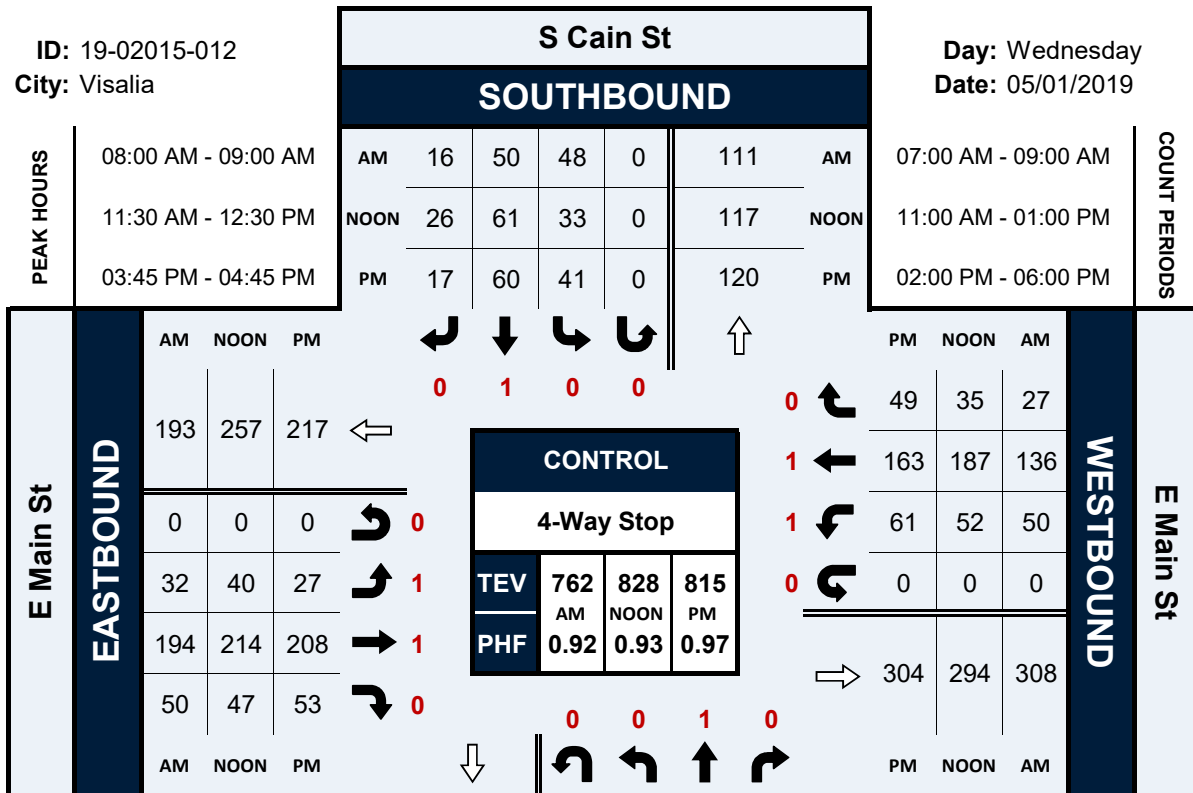 S Cain St
ID: 19-02015-012
City: Visalia
Day: Wednesday
Date: 05/01/2019
SOUTHBOUND
PEAK HOURS
08:00 AM - 09:00 AM
11:30 AM - 12:30 PM
03:45 PM - 04:45 PM
AM 16 50 48 0 111 AM
NOON 26 61 33 0 117 NOON
PM 17 60 41 0 120 PM
07:00 AM - 09:00 AM
11:00 AM - 01:00 PM
02:00 PM - 06:00 PM
COUNT PERIODS
0 1 0 0
E Main St
EASTBOUND
AM NOON PM
193 257 217
0 0 0 0
32 40 27 1
194 214 208 1
50 47 53 0
AM NOON PM
CONTROL
4-Way Stop
TEV 762 828 815
AM NOON PM
PHF 0.92 0.93 0.97
PM NOON AM
0 49 35 27
1 163 187 136
1 61 52 50
0 0 0 0
304 294 308
PM NOON AM
WESTBOUND
E Main St
0 0 1 0